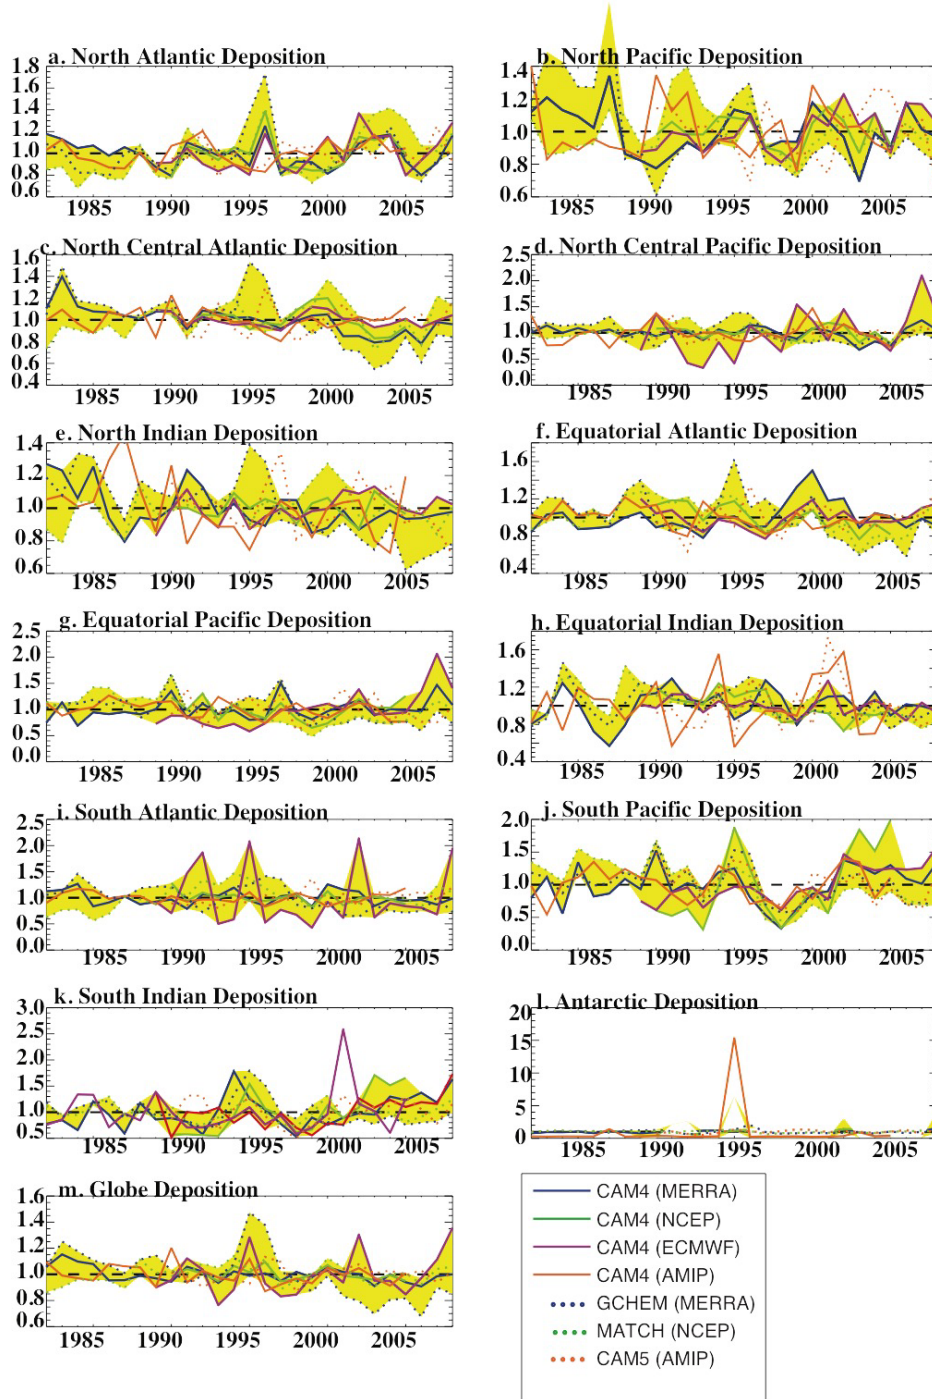 a. North Atlantic Deposition
1.8
1.6
1.4
1.2
1.0
0.8
0.6
1985 1990 1995 2000 2005
b. North Pacific Deposition
1.4
1.2
1.0
0.8
0.6
1985 1990 1995 2000 2005
c. North Central Atlantic Deposition
1.6
1.4
1.2
1.0
0.8
0.6
0.4
1985 1990 1995 2000 2005
d. North Central Pacific Deposition
2.5
2.0
1.5
1.0
0.5
0.0
1985 1990 1995 2000 2005
e. North Indian Deposition
1.4
1.2
1.0
0.8
0.6
1985 1990 1995 2000 2005
f. Equatorial Atlantic Deposition
1.6
1.2
0.8
0.4
1985 1990 1995 2000 2005
g. Equatorial Pacific Deposition
2.5
2.0
1.5
1.0
0.5
0.0
1985 1990 1995 2000 2005
h. Equatorial Indian Deposition
1.6
1.2
0.8
0.4
1985 1990 1995 2000 2005
i. South Atlantic Deposition
2.5
2.0
1.5
1.0
0.5
0.0
1985 1990 1995 2000 2005
j. South Pacific Deposition
2.0
1.5
1.0
0.5
0.0
1985 1990 1995 2000 2005
k. South Indian Deposition
3.0
2.5
2.0
1.5
1.0
0.5
1985 1990 1995 2000 2005
l. Antarctic Deposition
20
15
10
5
0
1985 1990 1995 2000 2005
m. Globe Deposition
1.6
1.4
1.2
1.0
0.8
0.6
1985 1990 1995 2000 2005
CAM4 (MERRA)
CAM4 (NCEP)
CAM4 (ECMWF)
CAM4 (AMIP)
GCHEM (MERRA)
MATCH (NCEP)
CAM5 (AMIP)